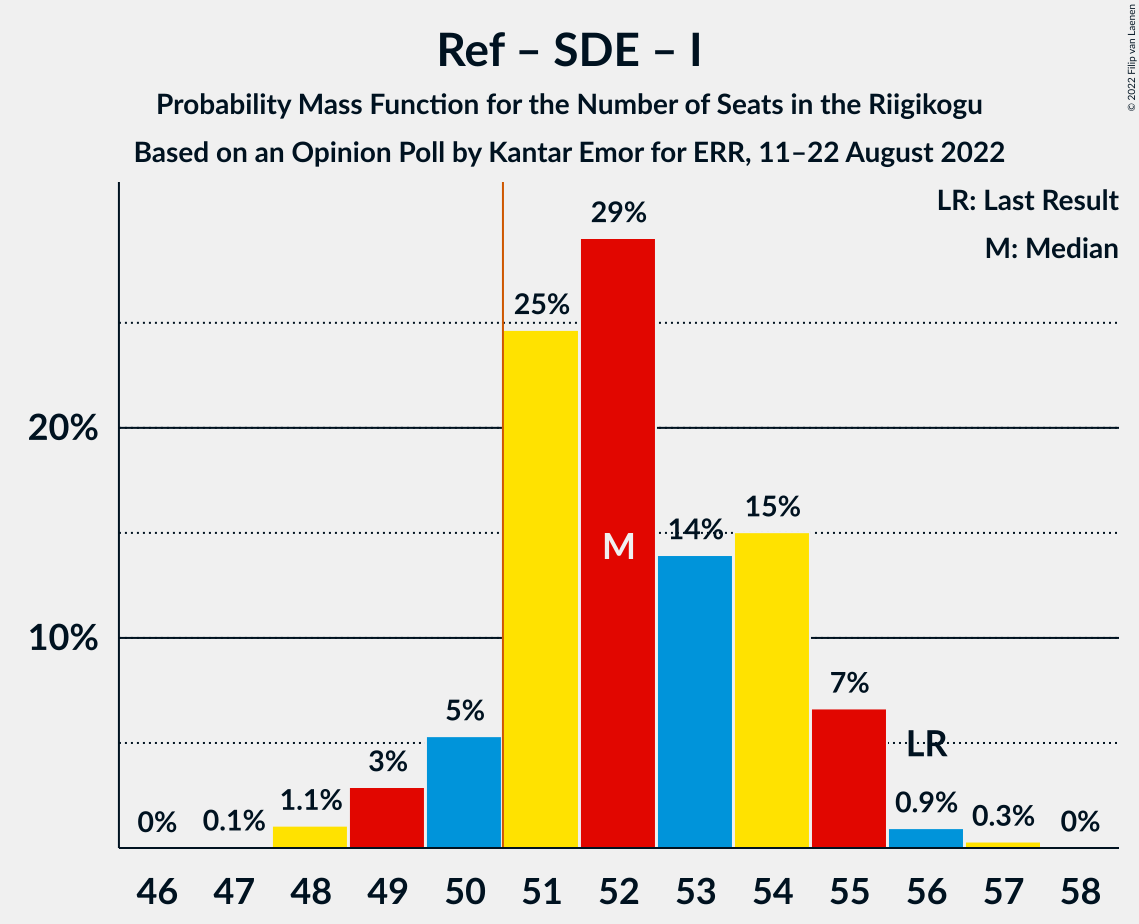 Ref – SDE – I
Probability Mass Function for the Number of Seats in the Riigikogu
Based on an Opinion Poll by Kantar Emor for ERR, 11–22 August 2022
© 2022 Filip van Laenen
LR: Last Result
M: Median
29%
25%
20%
15%
14%
M
10%
7%
5%
LR
3%
1.1%
0.9%
0.3%
0%
0.1%
0%
46 47 48 49 50 51 52 53 54 55 56 57 58